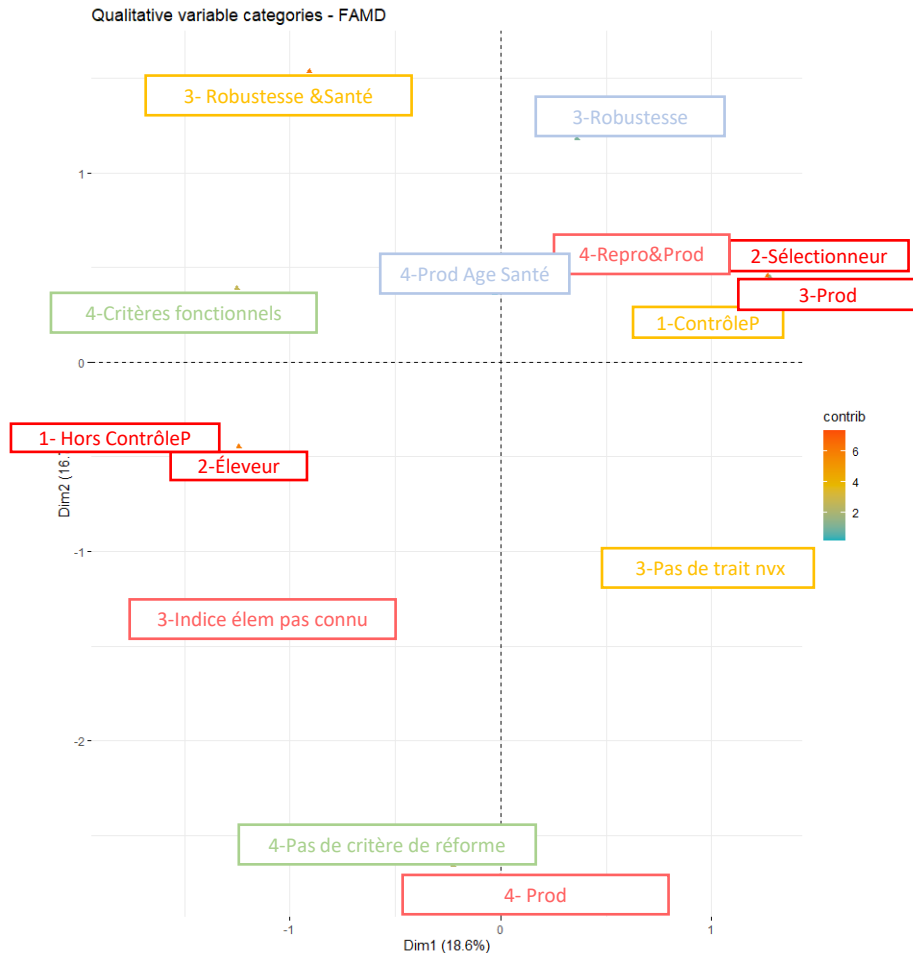 Qualitative variable categories - FAMD
3- Robustesse &Santé
3-Robustesse
1
4-Repro&Prod
2-Sélectionneur
4-Prod Age Santé
3-Prod
4-Critères fonctionnels
1-ContrôleP
0
contrib
1- Hors ContrôleP
6
2-Éleveur
4
Dim2 (16.
2
-1
3-Pas de trait nvx
3-Indice élem pas connu
-2
4-Pas de critère de réforme
4- Prod
-1
0
1
Dim1 (18.6%)